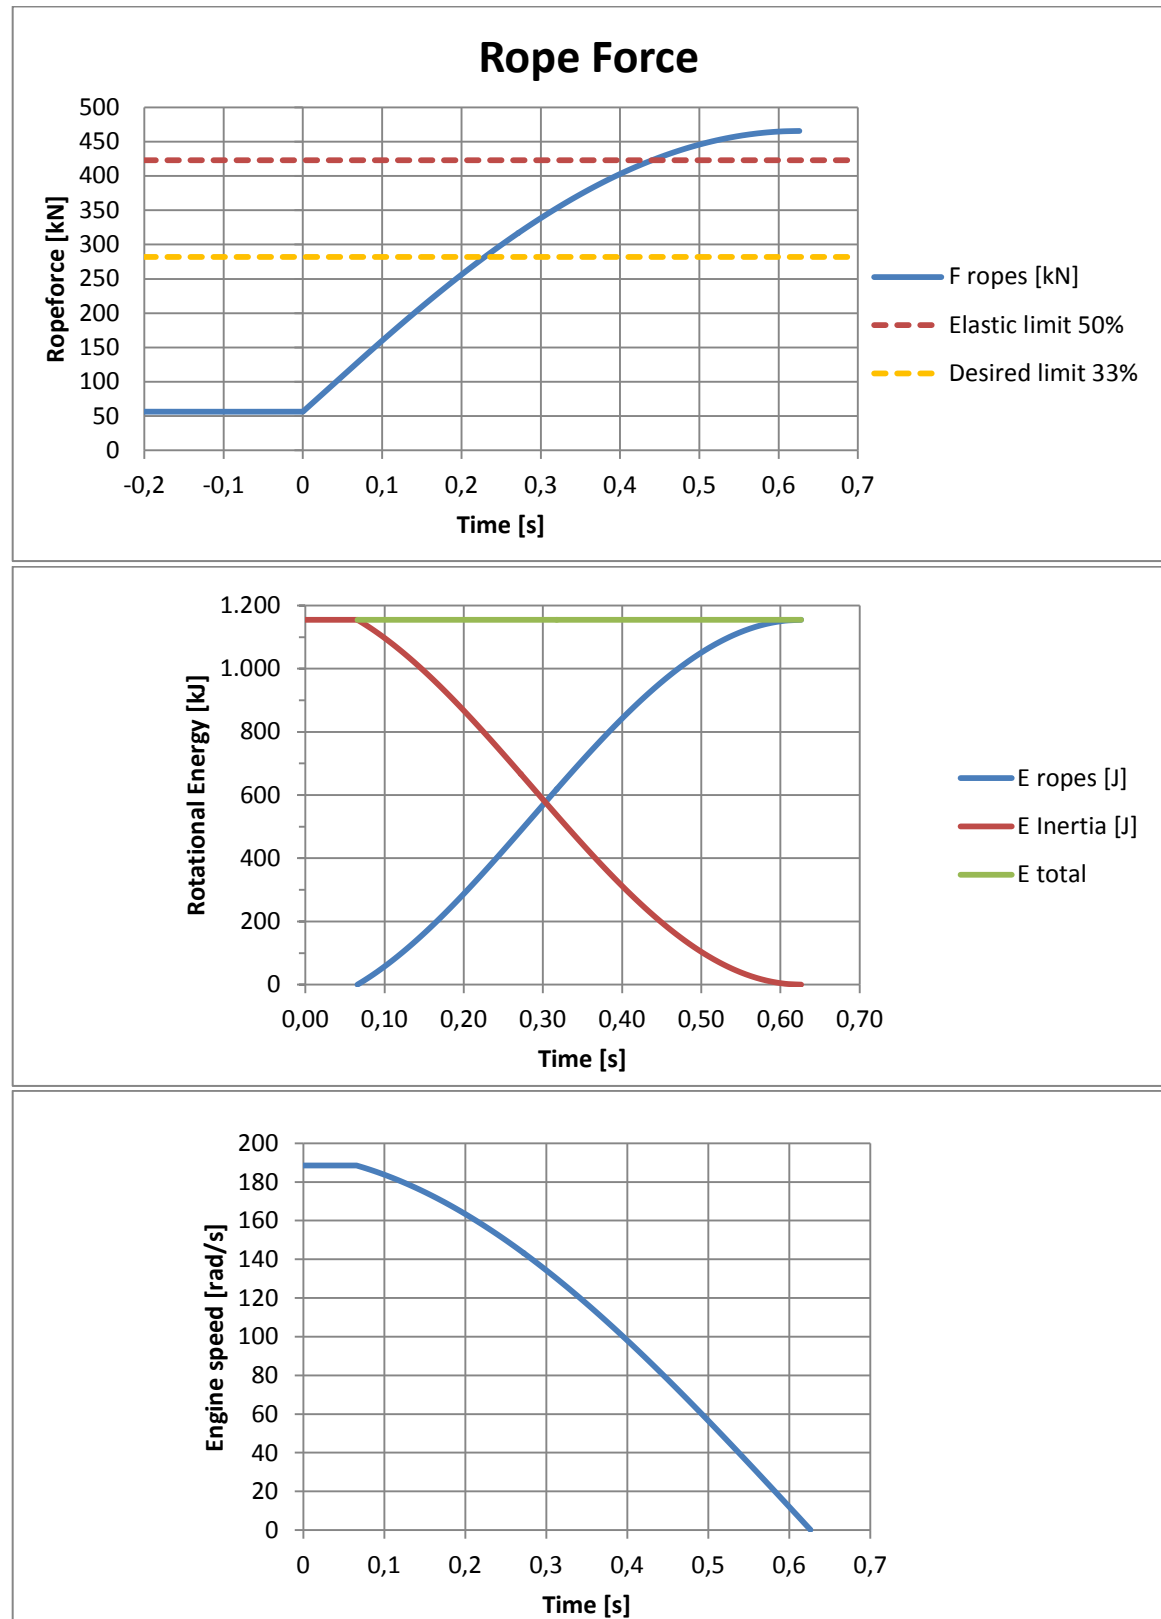 Rope Force
500
450
400
350
300
250
200
150
100
50
0
Ropeforce [kN]
-0,2 -0,1 0 0,1 0,2 0,3 0,4 0,5 0,6 0,7
Time [s]
F ropes [kN]
Elastic limit 50%
Desired limit 33%
1.200
1.000
800
600
400
200
0
Rotational Energy [kJ]
0,00 0,10 0,20 0,30 0,40 0,50 0,60 0,70
Time [s]
E ropes [J]
E Inertia [J]
E total
200
180
160
140
120
100
80
60
40
20
0
Engine speed [rad/s]
0 0,1 0,2 0,3 0,4 0,5 0,6 0,7
Time [s]